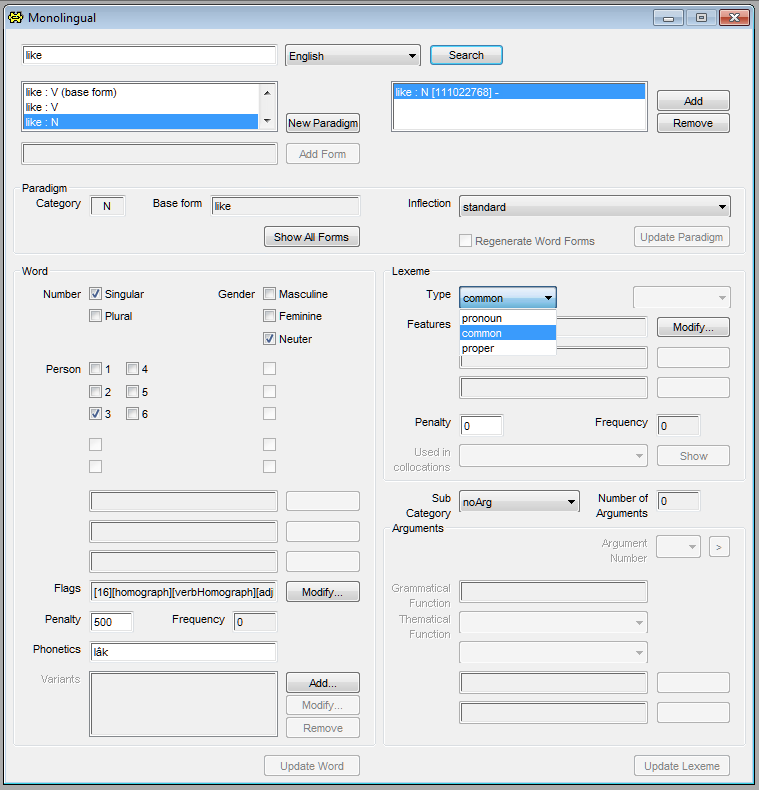 Monolingual
like English Search
like : V (base form)
like : V
like : N
like : N [111022768] -
New Paradigm
Add
Remove
Add Form
Paradigm
Category N Base form like Inflection standard
Show All Forms Regenerate Word Forms Update Paradigm
Word
Number Singular Gender Masculine
Plural Feminine
Neuter
Person 1 4
2 5
3 6
Flags [16][homograph][verbHomograph][adj Modify...
Penalty 500 Frequency 0
Phonetics lâk
Variants Add...
Modify...
Remove
Update Word
Lexeme
Type common
pronoun
common
proper
Features Modify...
Penalty 0 Frequency 0
Used in
collocations Show
Sub
Category noArg Number of
Arguments 0
Arguments
Argument
Number >
Grammatical
Function
Thematical
Function
Update Lexeme